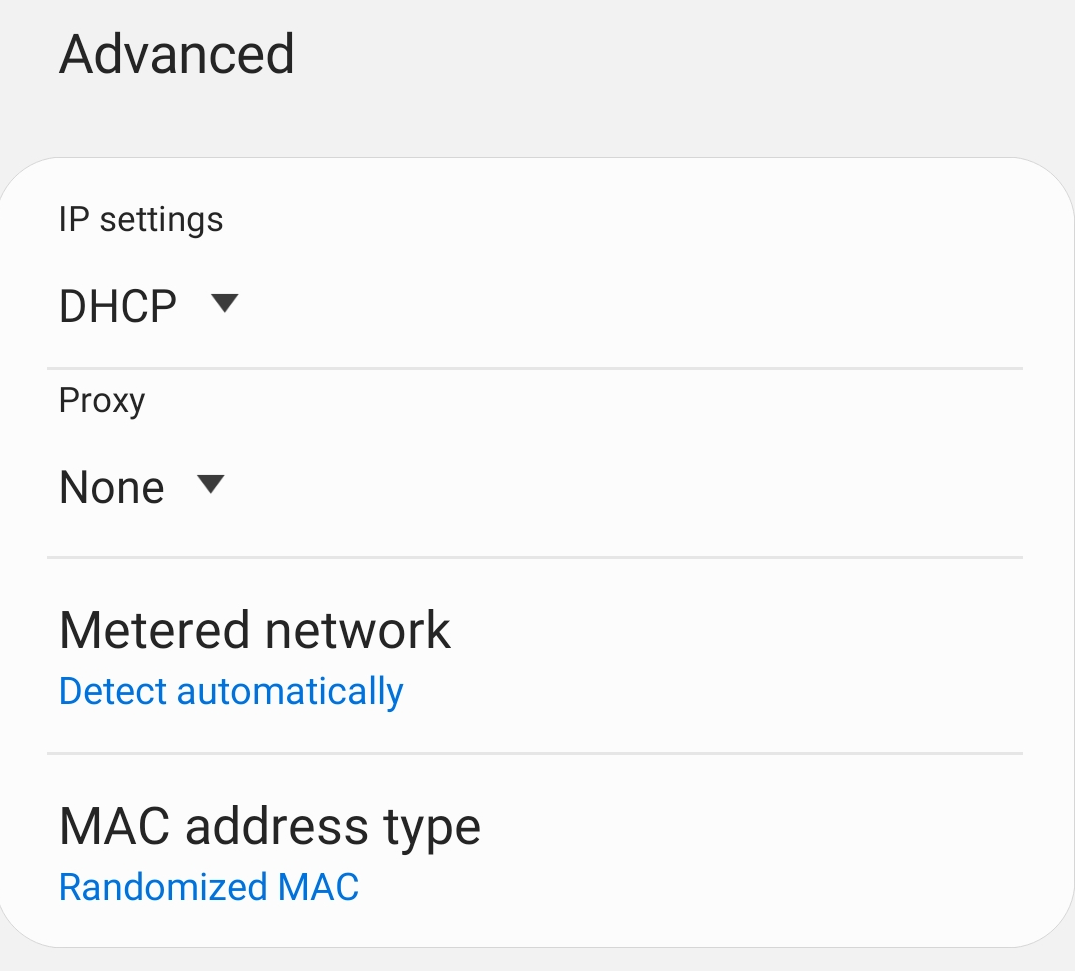 Advanced
IP settings
DHCP
Proxy
None
Metered network
Detect automatically
MAC address type
Randomized MAC